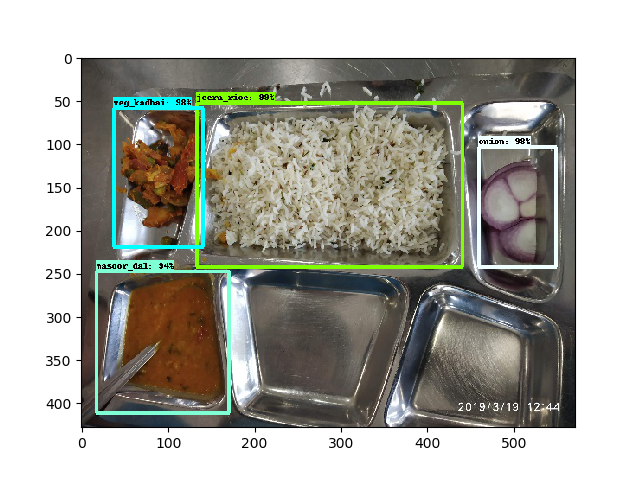 0
50
100
150
200
250
300
350
400
veg_kadhai: 98%
jeera_rice: 99%
onion: 98%
masoor_dal: 94%
2019/3/19 12:44
0 100 200 300 400 500